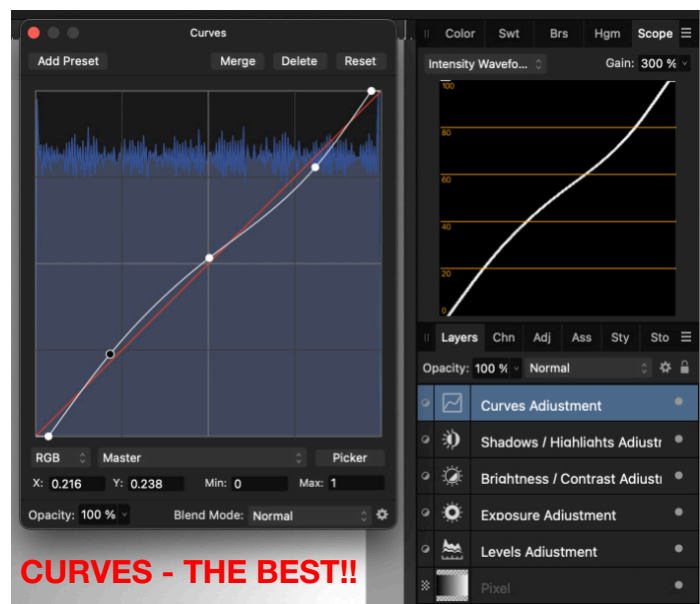 Curves
Add Preset Merge Delete Reset
RGB Master Picker
X: 0.216 Y: 0.238 Min: 0 Max: 1
Opacity: 100 % Blend Mode: Normal
CURVES - THE BEST!!
Color Swt Brs Hgm Scope
Intensity Wavefo... Gain: 300 %
100
80
60
40
20
0
Layers Chn Adj Ass Sty Sto
Opacity: 100 % Normal
Curves Adjustment
Shadows / Highlights Adjustr
Brightness / Contrast Adjusti
Exposure Adjustment
Levels Adjustment
Pixel